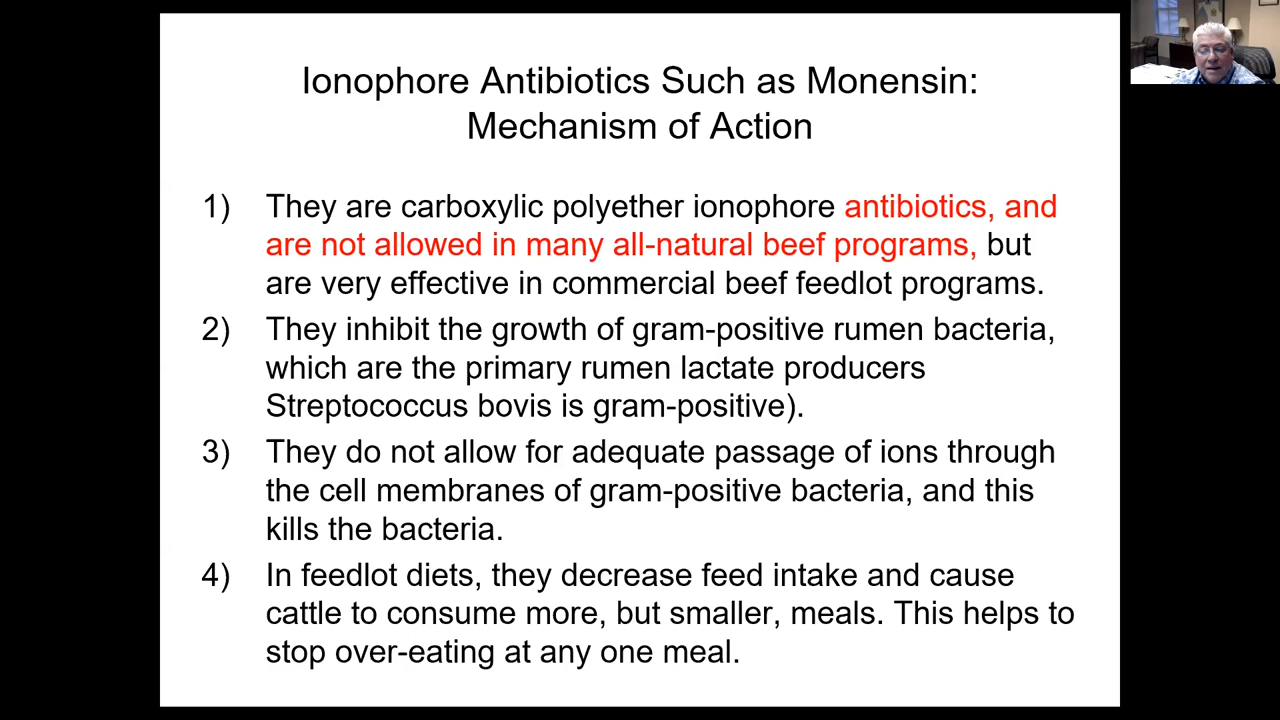 Ionophore Antibiotics Such as Monensin:
Mechanism of Action
1) They are carboxylic polyether ionophore antibiotics, and
are not allowed in many all-natural beef programs, but
are very effective in commercial beef feedlot programs.
2) They inhibit the growth of gram-positive rumen bacteria,
which are the primary rumen lactate producers
Streptococcus bovis is gram-positive).
3) They do not allow for adequate passage of ions through
the cell membranes of gram-positive bacteria, and this
kills the bacteria.
4) In feedlot diets, they decrease feed intake and cause
cattle to consume more, but smaller, meals. This helps to
stop over-eating at any one meal.